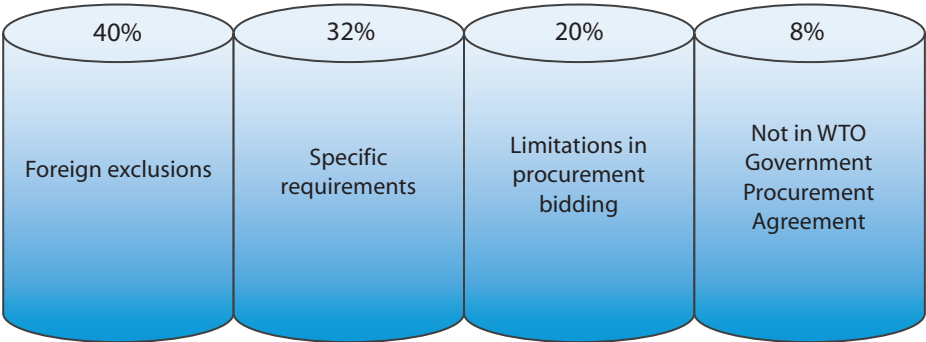 40%
32%
20%
8%
Foreign exclusions
Specific
requirements
Limitations in
procurement
bidding
Not in WTO
Government
Procurement
Agreement